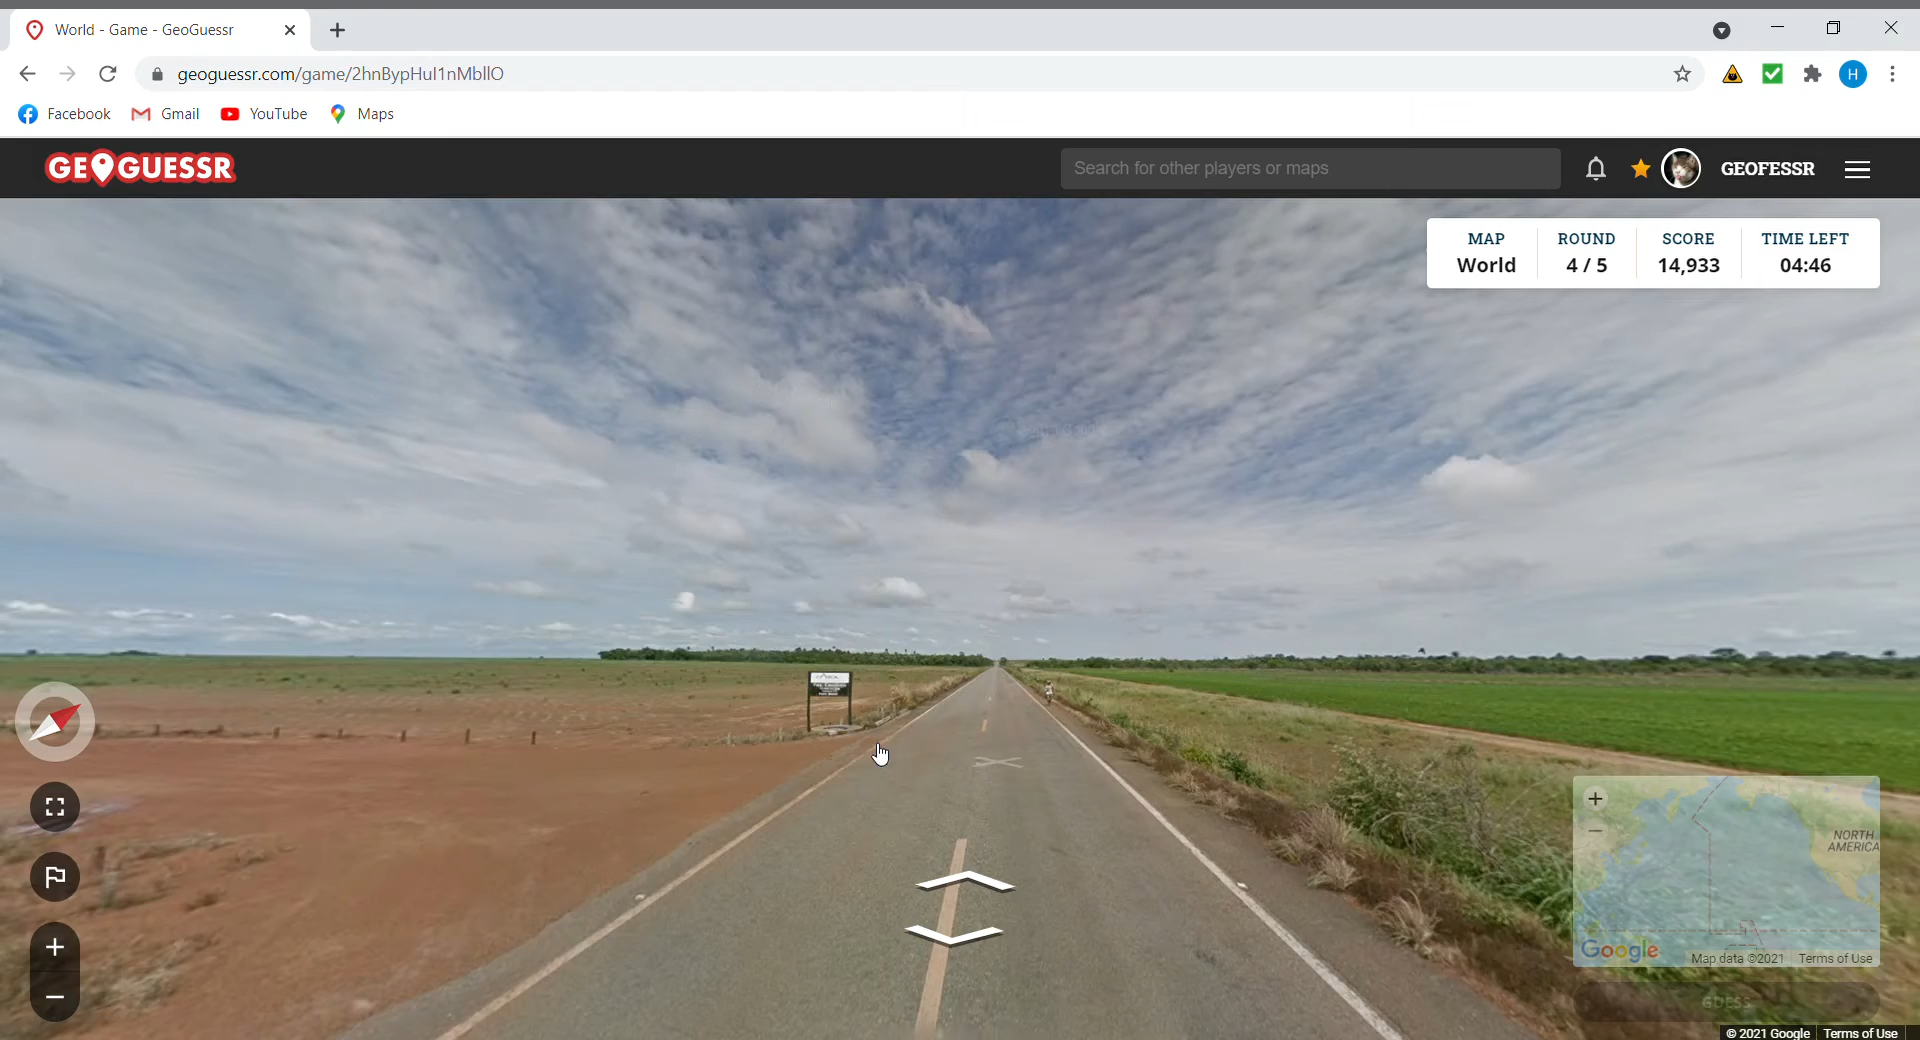 World - Game - GeoGuessr
geoguessr.com/game/2hnBypHul1nMbllO
H
Facebook
Gmail
YouTube
Maps
GEOGUESSR
Search for other players or maps
GEOFESSR
MAP
World
ROUND
4 / 5
SCORE
14,933
TIME LEFT
04:46
NORTH
AMERICA
Google
Map data ©2021
Terms of Use
GUESS
© 2021 Google
Terms of Use